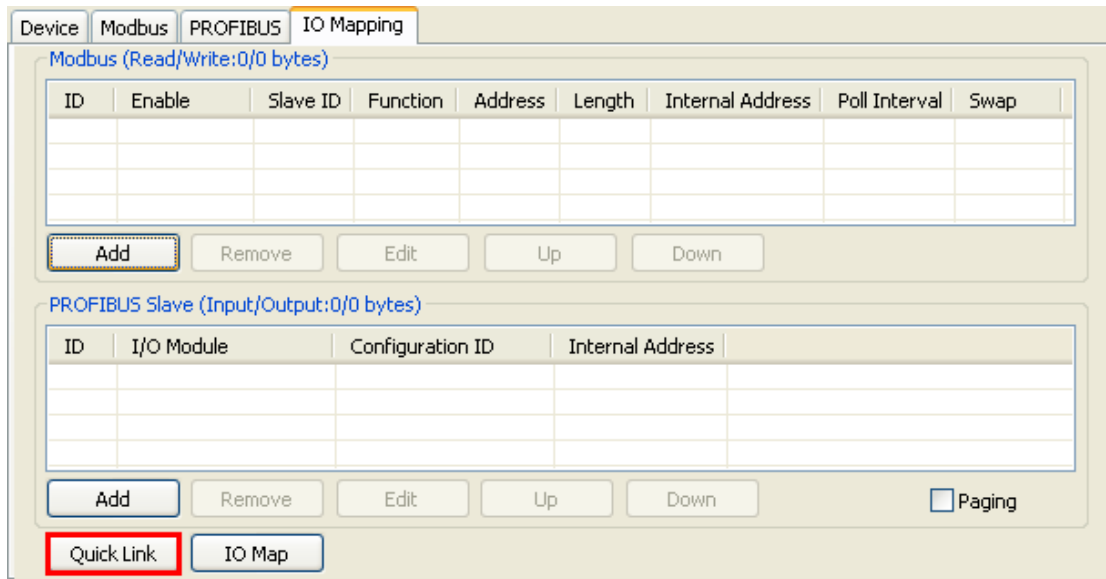 Device Modbus PROFIBUS IO Mapping
Modbus (Read/Write:0/0 bytes)
ID Enable Slave ID Function Address Length Internal Address Poll Interval Swap
Add Remove Edit Up Down
PROFIBUS Slave (Input/Output:0/0 bytes)
ID I/O Module Configuration ID Internal Address
Add Remove Edit Up Down Paging
Quick Link IO Map